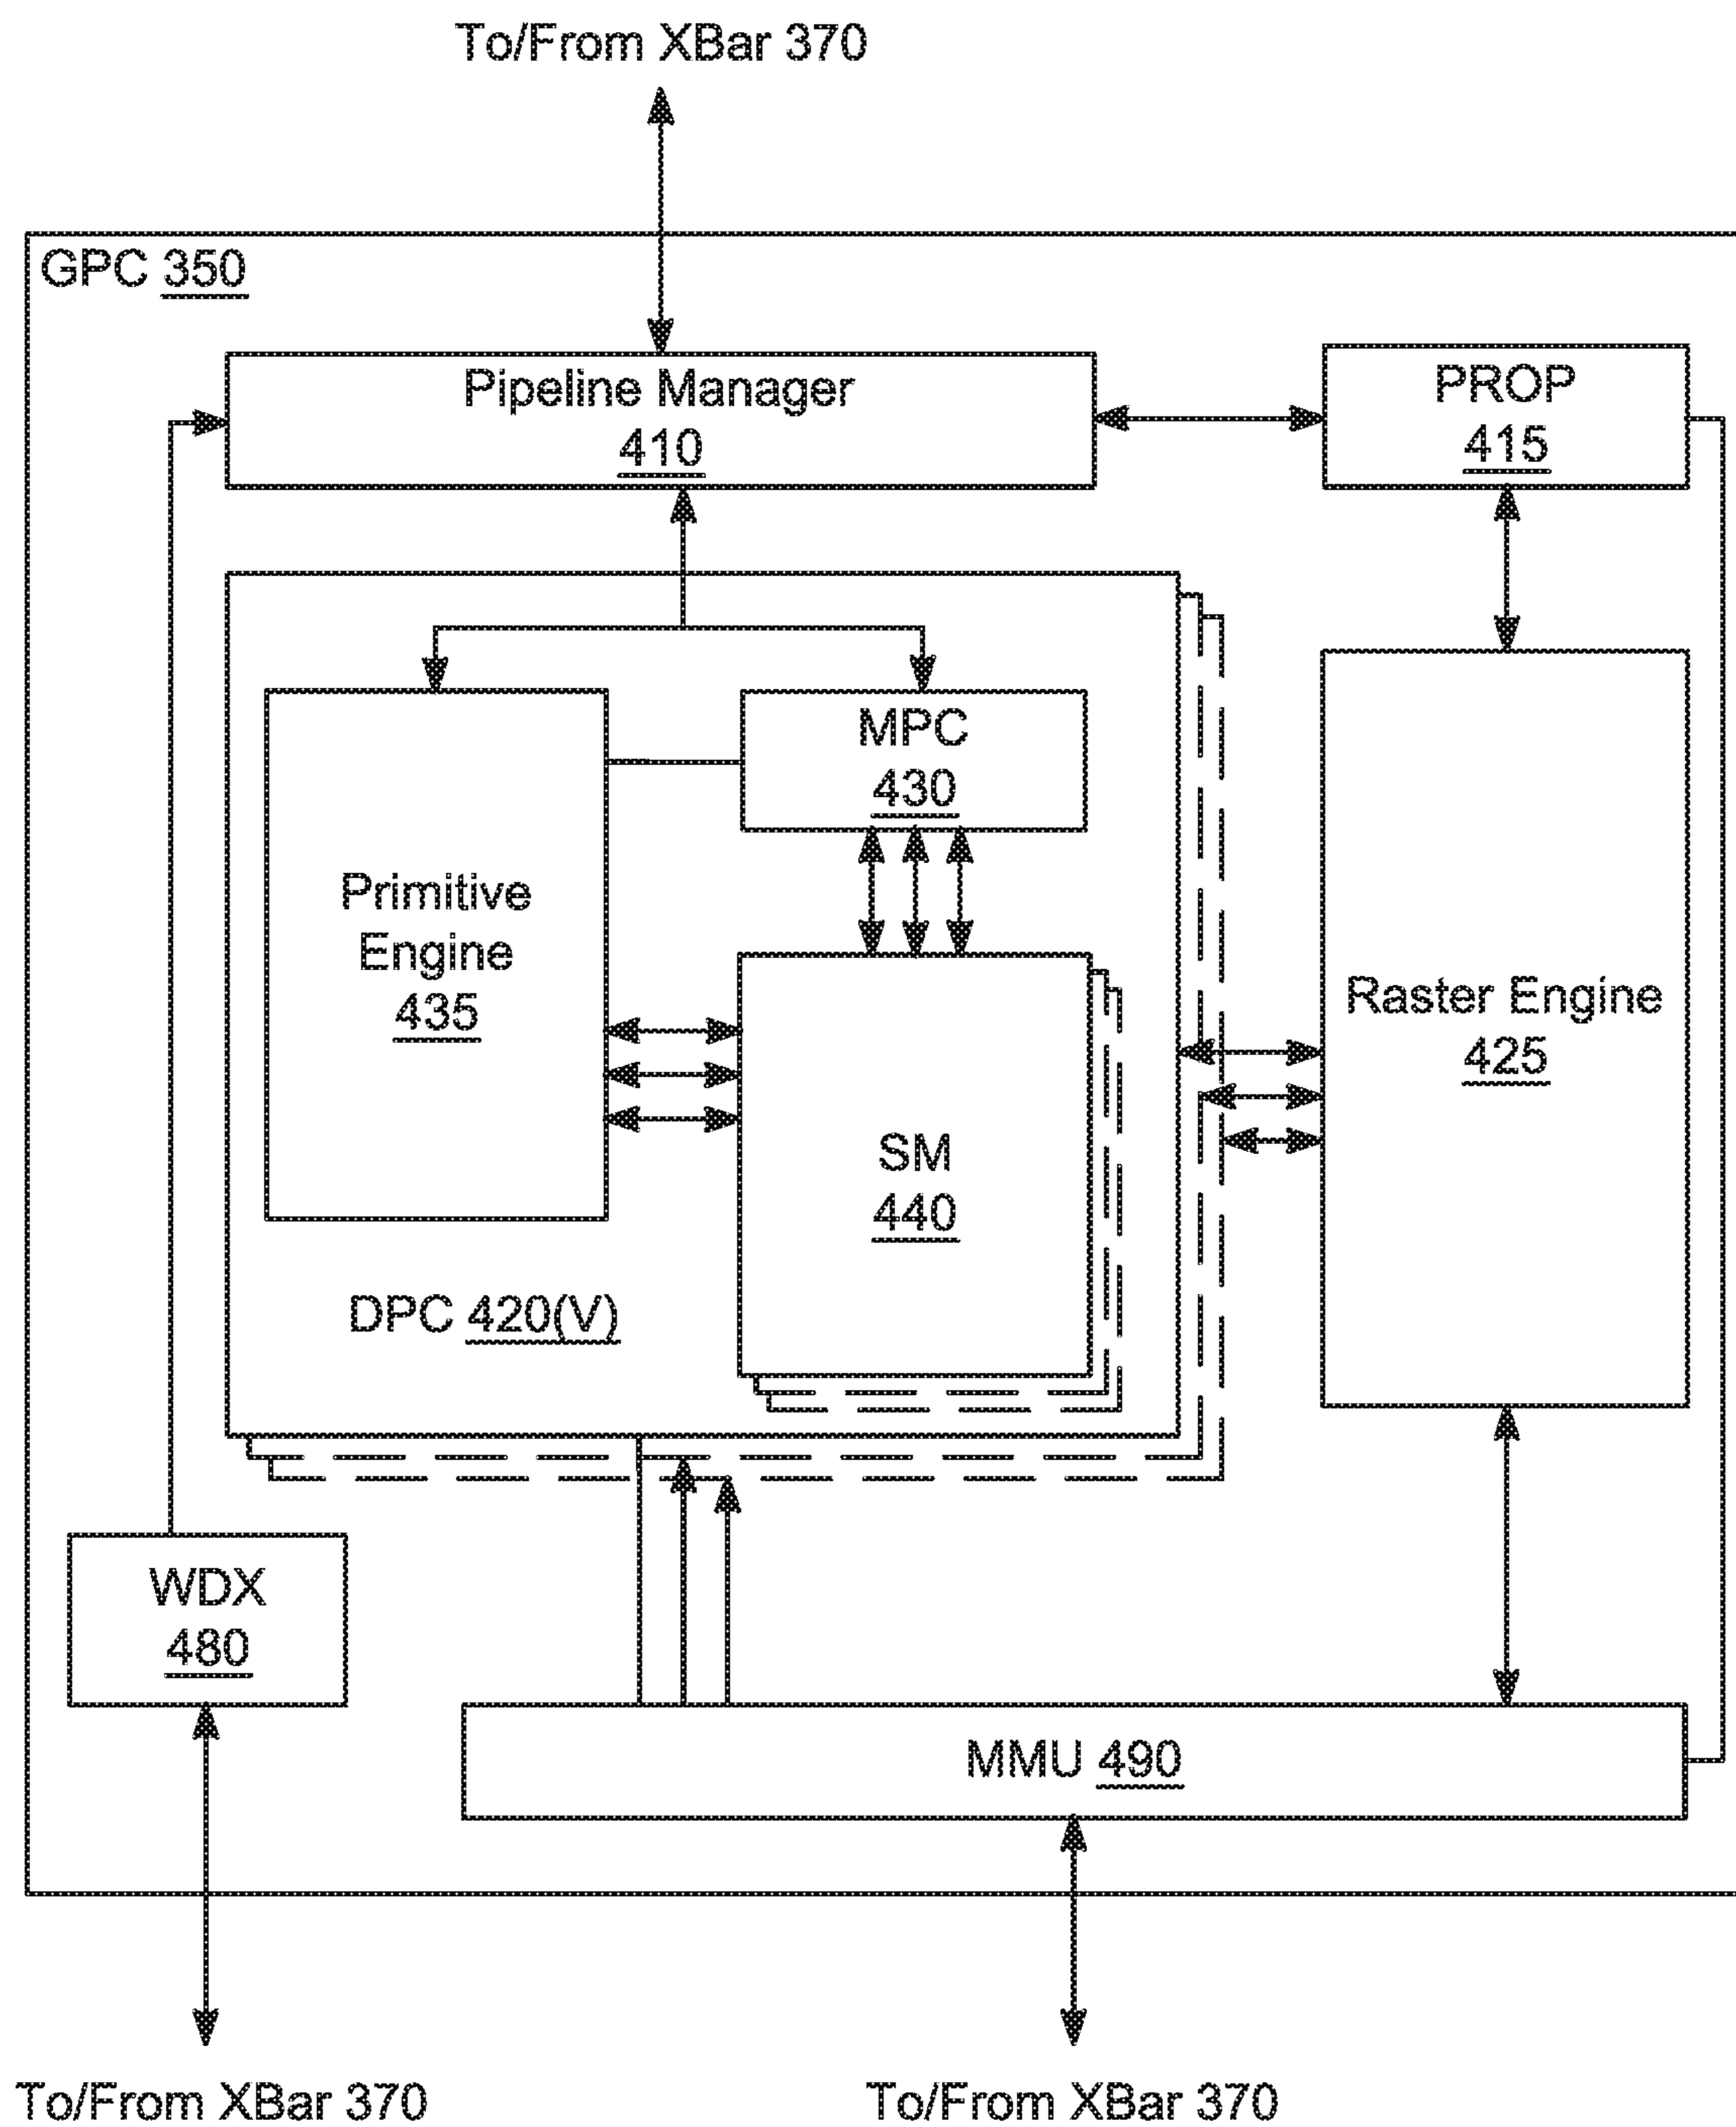 To/From XBar 370
GPC 350
Pipeline Manager
410
PROP
415
MPC
430
Primitive
Engine
435
Raster Engine
425
SM
440
DPC 420(V)
WDX
480
MMU 490
To/From XBar 370
To/From XBar 370